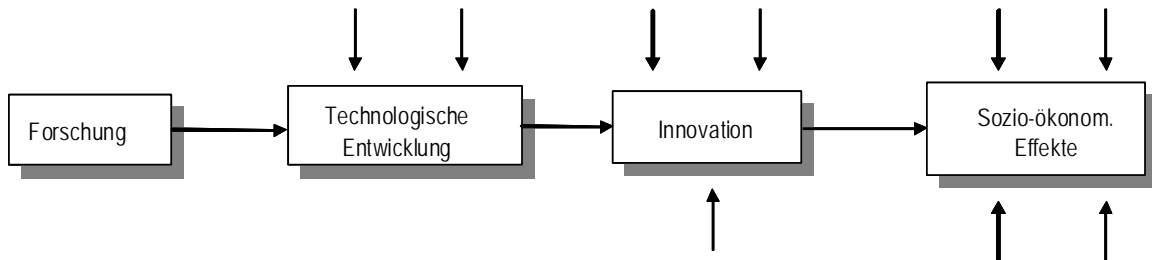 Forschung
Technologische
Entwicklung
Innovation
Sozio-ökonom.
Effekte